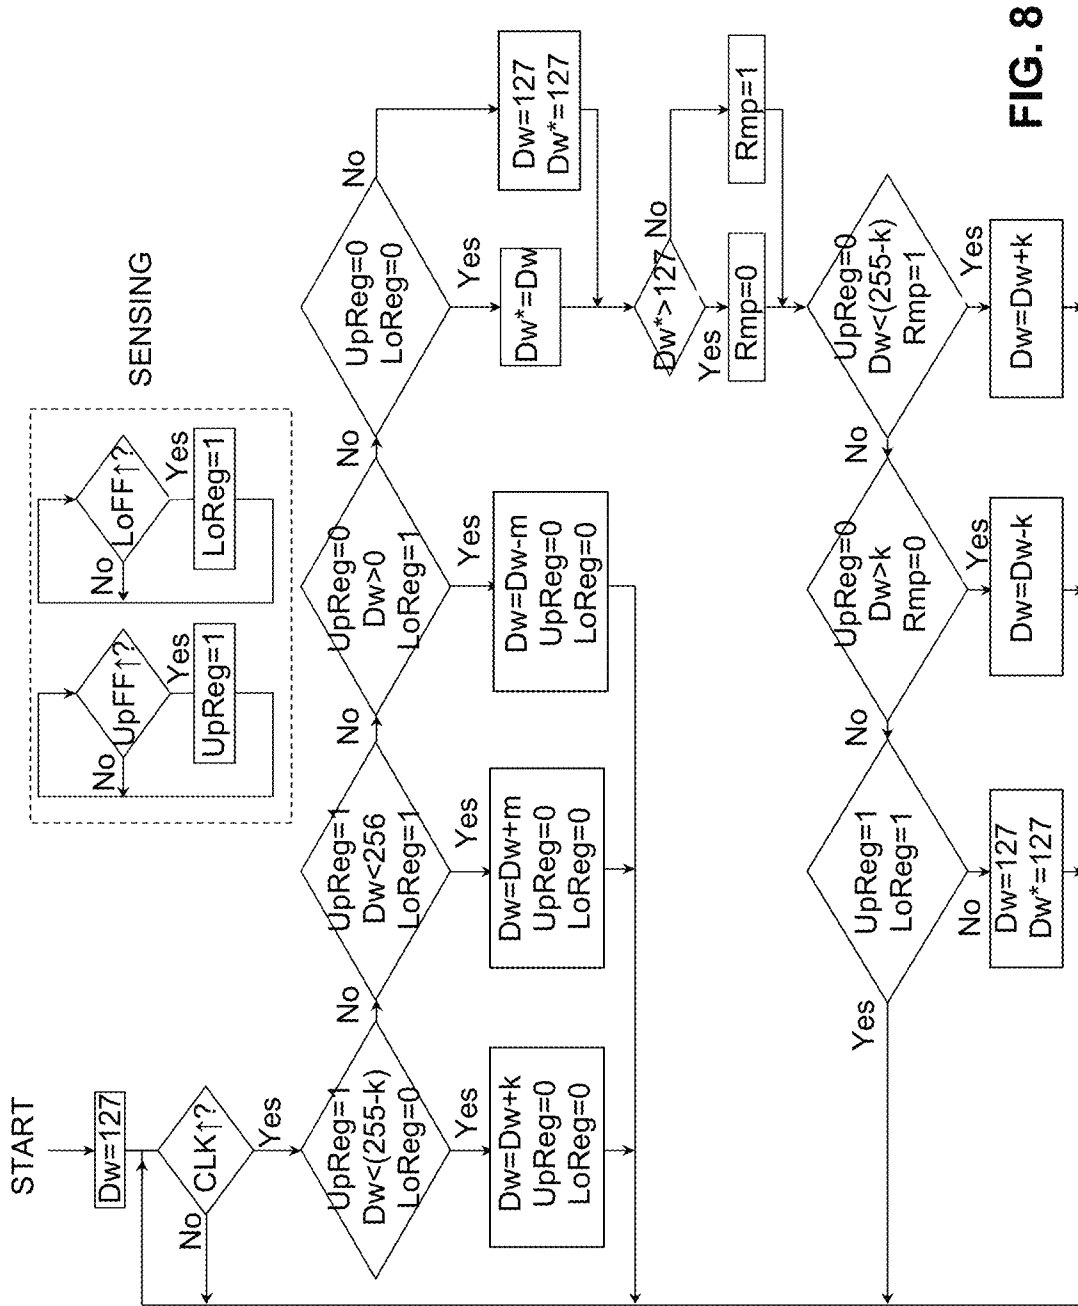 START
Dw=127
CLK↑?
No
Yes
UpReg=1
Dw<(255-k)
LoReg=0
No
Yes
Dw=Dw+k
UpReg=0
LoReg=0
UpReg=1
Dw<256
LoReg=1
No
Yes
Dw=Dw+m
UpReg=0
LoReg=0
UpReg=0
Dw>0
LoReg=1
No
Yes
Dw=Dw-m
UpReg=0
LoReg=0
UpReg=0
LoReg=0
No
Yes
Dw*=Dw
Dw=127
Dw*=127
SENSING
UpFF↑?
No
Yes
UpReg=1
LoFF↑?
No
Yes
LoReg=1
Dw*>127
No
Yes
Rmp=0
Rmp=1
UpReg=0
Dw<(255-k)
Rmp=1
No
Yes
Dw=Dw+k
UpReg=0
Dw>k
Rmp=0
No
Yes
Dw=Dw-k
UpReg=1
LoReg=1
Yes
No
Dw=127
Dw*=127
FIG. 8